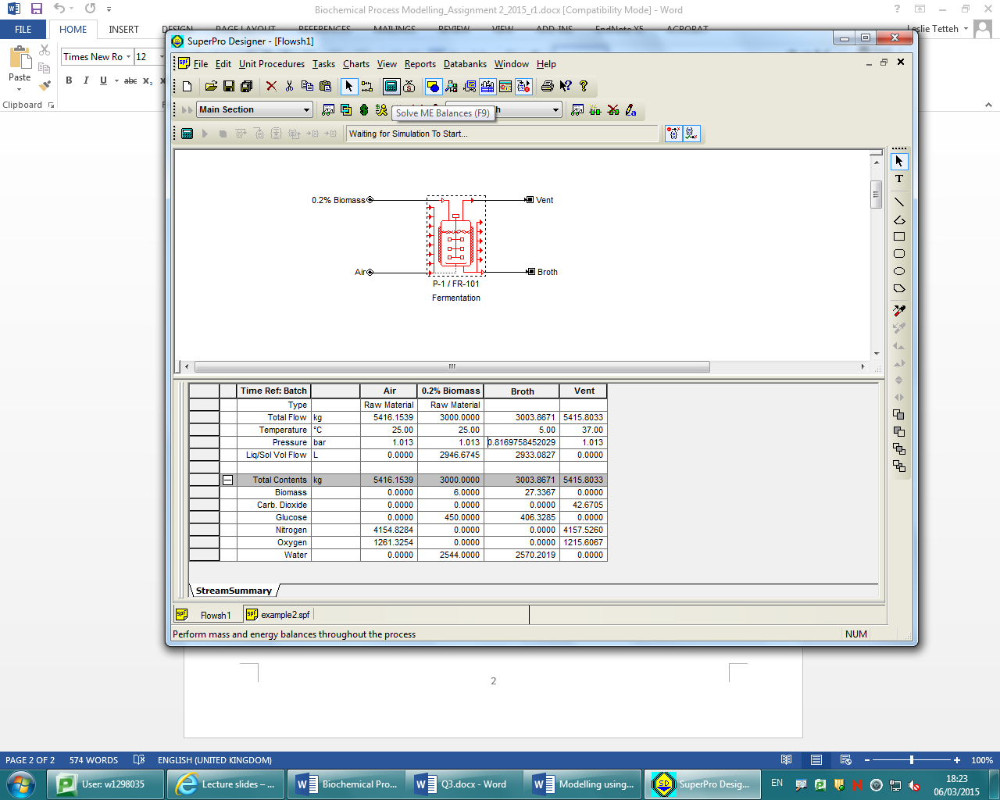 Biochemical Process Modelling_Assignment 2_2015_r1.docx [Compatibility Mode] - Word
FILE HOME INSERT DESIGN PAGE LAYOUT REFERENCES MAILINGS REVIEW VIEW ADD-INS EndNote X5 ACROBAT Leslie Tetteh
Times New Ro 12
Paste
B I U abc x₂
Clipboard
SuperPro Designer - [Flowsh1]
File Edit Unit Procedures Tasks Charts View Reports Databanks Window Help
Main Section
Solve ME Balances (F9)
Waiting for Simulation To Start...
0.2% Biomass Vent
Air Broth
P-1 / FR-101
Fermentation
Time Ref: Batch Air 0.2% Biomass Broth Vent
Type Raw Material Raw Material
Total Flow kg 5416.1539 3000.0000 3003.8671 5415.8033
Temperature °C 25.00 25.00 5.00 37.00
Pressure bar 1.013 1.013 0.8169758452029 1.013
Liq/Sol Vol Flow L 0.0000 2946.6745 2933.0827 0.0000
Total Contents kg 5416.1539 3000.0000 3003.8671 5415.8033
Biomass 0.0000 6.0000 27.3367 0.0000
Carb. Dioxide 0.0000 0.0000 0.0000 42.6705
Glucose 0.0000 450.0000 406.3285 0.0000
Nitrogen 4154.8284 0.0000 0.0000 4157.5260
Oxygen 1261.3254 0.0000 0.0000 1215.6067
Water 0.0000 2544.0000 2570.2019 0.0000
StreamSummary
Flowsh1 example2.spf
Perform mass and energy balances throughout the process NUM
2
PAGE 2 OF 2 574 WORDS ENGLISH (UNITED KINGDOM) 100%
User: w1298035 Lecture slides – ... Biochemical Pro... Q3.docx - Word Modelling using... SuperPro Desig... EN 18:23
06/03/2015